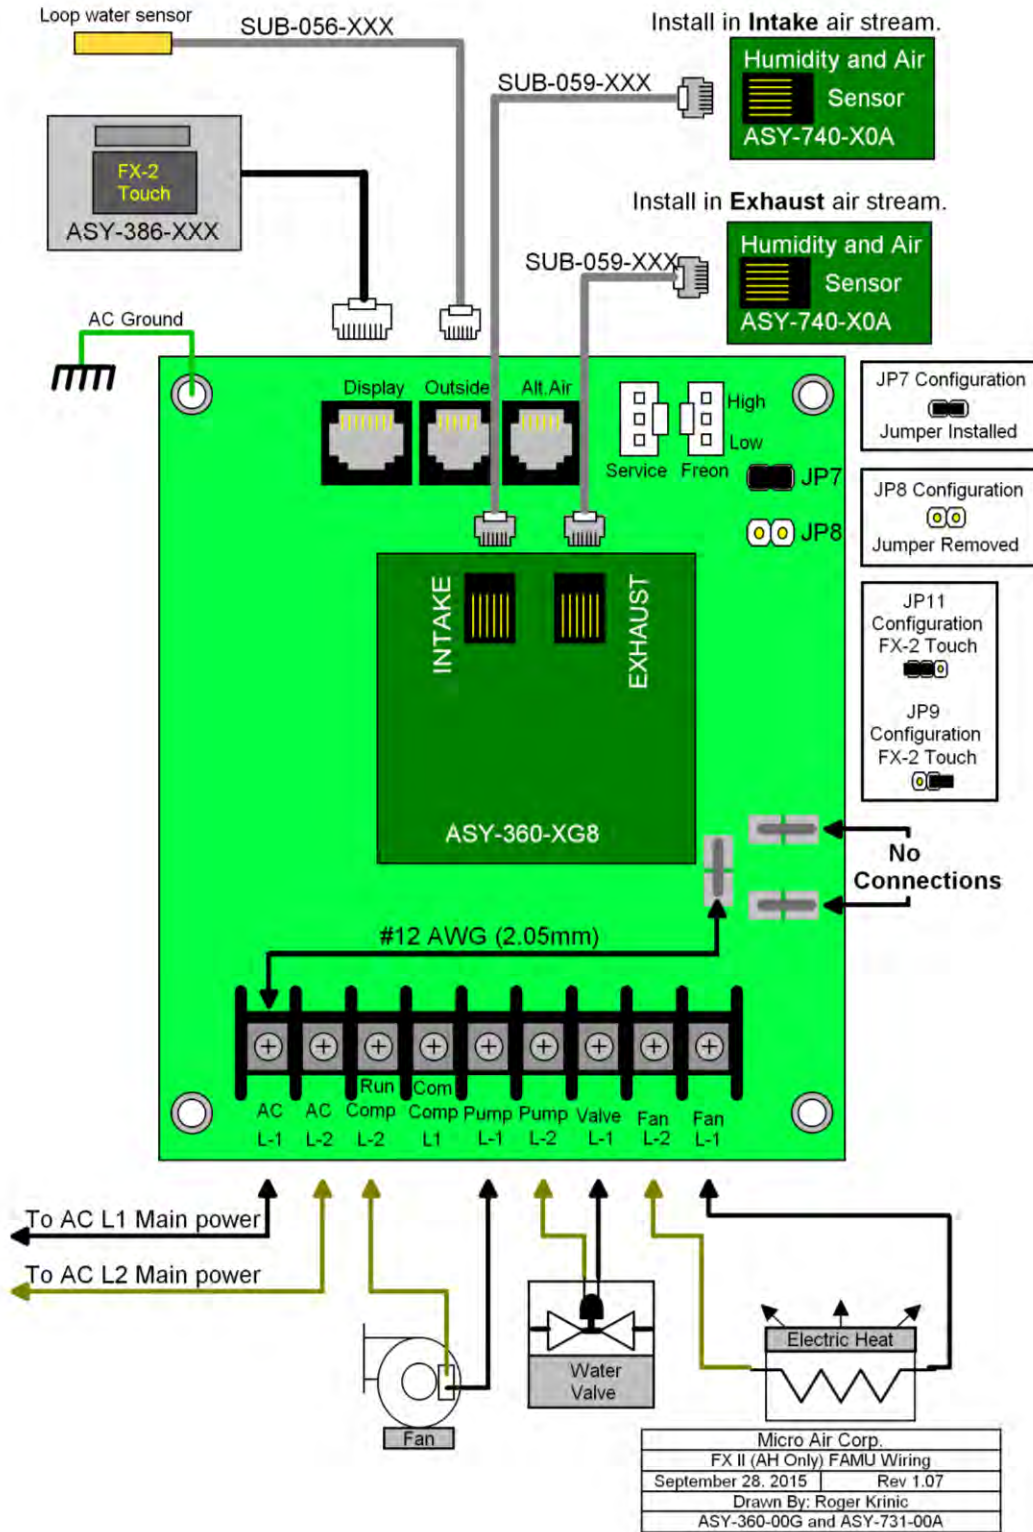 Loop water sensor
SUB-056-XXX
Install in Intake air stream.
Humidity and Air
Sensor
ASY-740-X0A
SUB-059-XXX
FX-2
Touch
ASY-386-XXX
Install in Exhaust air stream.
Humidity and Air
Sensor
ASY-740-X0A
SUB-059-XXX
AC Ground
Display
Outside
Alt.Air
High
Low
Service
Freon
JP7
JP8
JP7 Configuration
Jumper Installed
JP8 Configuration
Jumper Removed
JP11
Configuration
FX-2 Touch
JP9
Configuration
FX-2 Touch
INTAKE
EXHAUST
ASY-360-XG8
No
Connections
#12 AWG (2.05mm)
AC
L-1
AC
L-2
Run
Comp
L-2
Com
Comp
L1
Pump
L-1
Pump
L-2
Valve
L-1
Fan
L-2
Fan
L-1
To AC L1 Main power
To AC L2 Main power
Fan
Water
Valve
Electric Heat
Micro Air Corp.
FX II (AH Only) FAMU Wiring
September 28. 2015
Rev 1.07
Drawn By: Roger Krinic
ASY-360-00G and ASY-731-00A